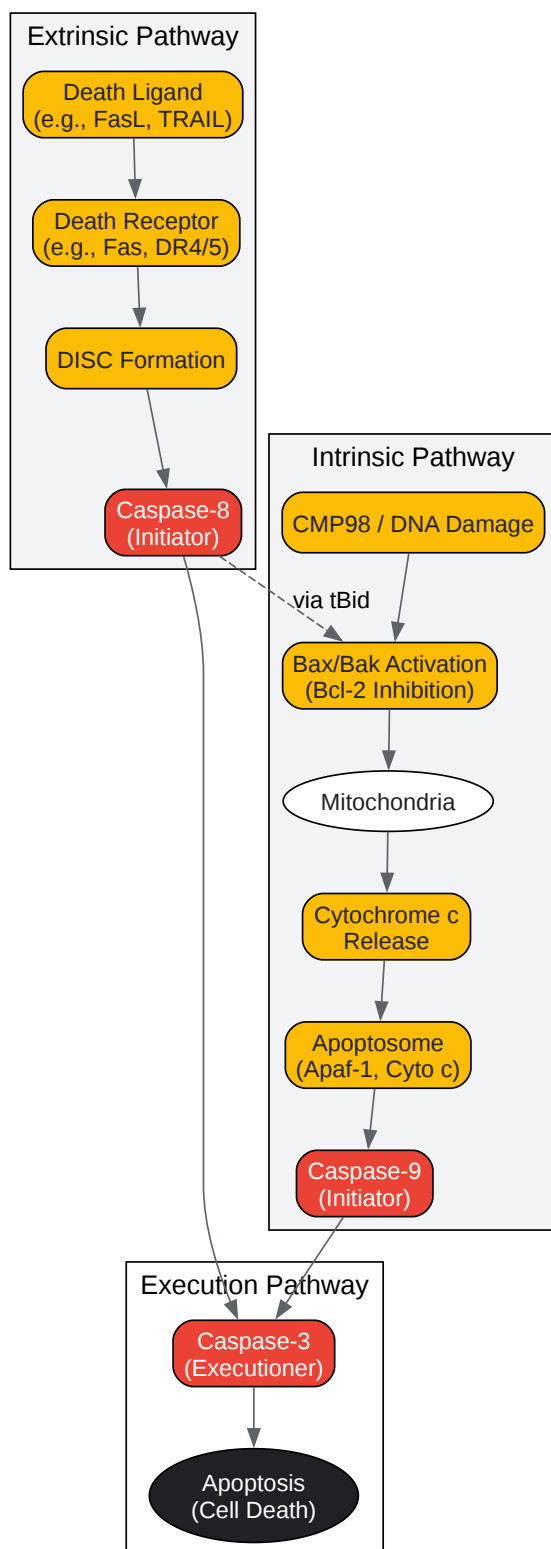 Extrinsic Pathway
Death Ligand
(e.g., FasL, TRAIL)
Death Receptor
(e.g., Fas, DR4/5)
DISC Formation
Caspase-8
(Initiator)
Intrinsic Pathway
CMP98 / DNA Damage
via tBid
Bax/Bak Activation
(Bcl-2 Inhibition)
Mitochondria
Cytochrome c
Release
Apoptosome
(Apaf-1, Cyto c)
Caspase-9
(Initiator)
Execution Pathway
Caspase-3
(Executioner)
Apoptosis
(Cell Death)